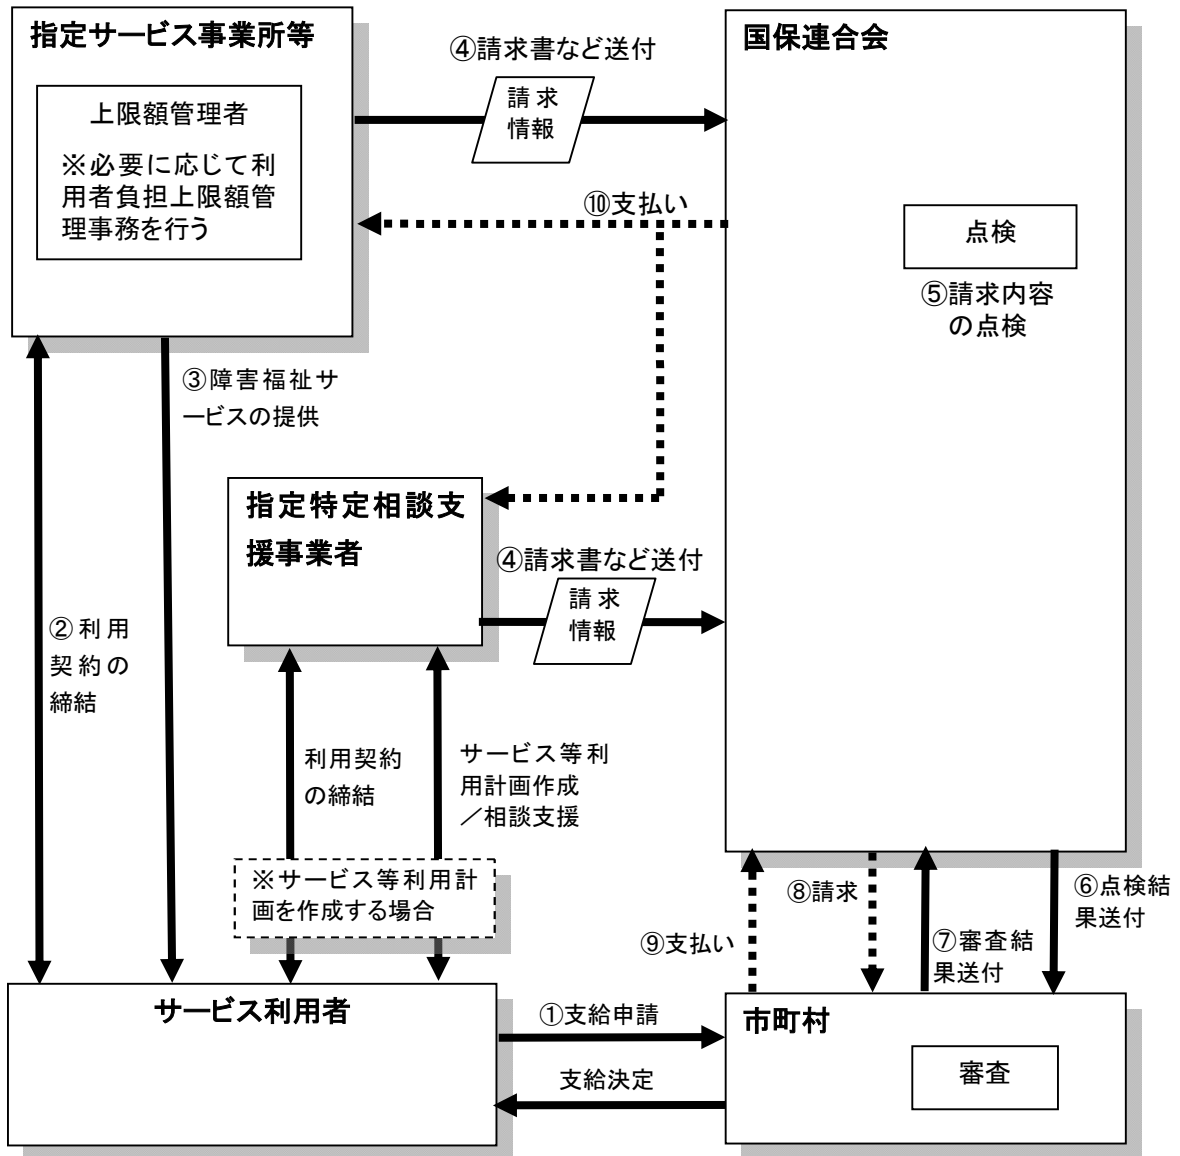 指定サービス事業所等
上限額管理者
※必要に応じて利
用者負担上限額管
理事務を行う
④請求書など送付
請求
情報
国保連合会
⑩支払い
点検
⑤請求内容
の点検
③障害福祉サ
ービスの提供
指定特定相談支
援事業者
④請求書など送付
請求
情報
②利用
契約の
締結
利用契約
の締結
サービス等利
用計画作成
／相談支援
※サービス等利用計
画を作成する場合
⑨支払い
⑧請求
⑦審査結
果送付
⑥点検結
果送付
サービス利用者
①支給申請
支給決定
市町村
審査